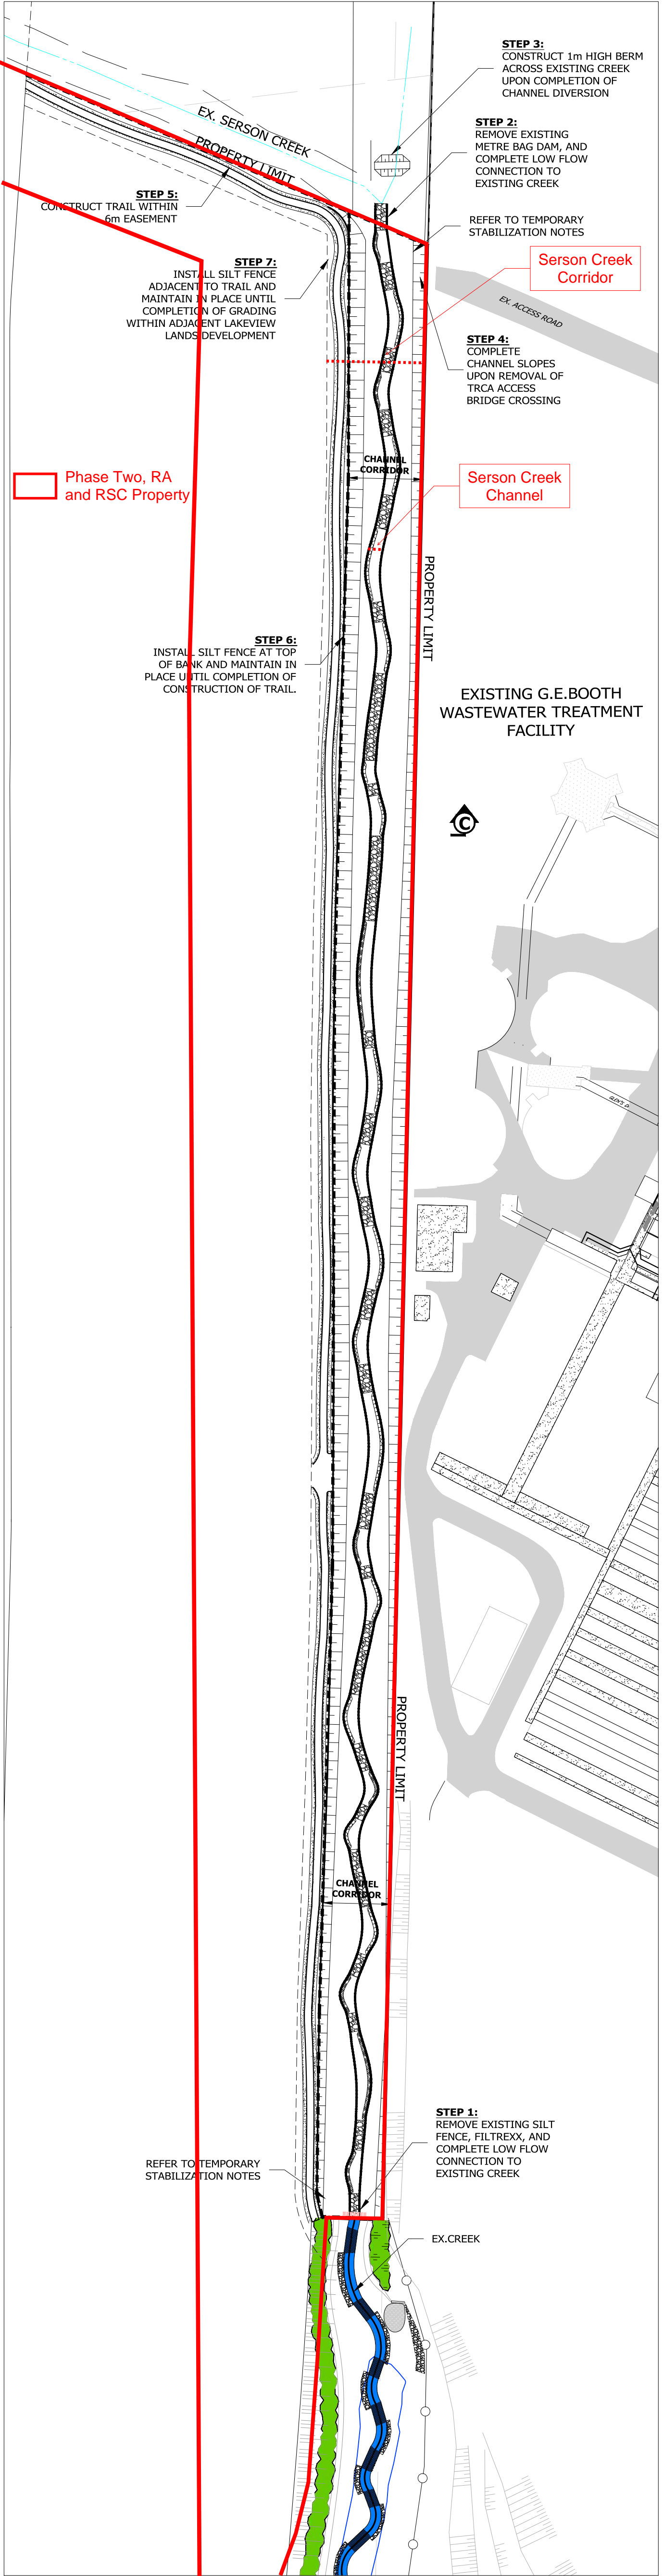 STEP 3:
CONSTRUCT 1m HIGH BERM
ACROSS EXISTING CREEK
UPON COMPLETION OF
CHANNEL DIVERSION
EX. SERSON CREEK
PROPERTY LIMIT
STEP 2:
REMOVE EXISTING
METRE BAG DAM, AND
COMPLETE LOW FLOW
CONNECTION TO
EXISTING CREEK
STEP 5:
CONSTRUCT TRAIL WITHIN
6m EASEMENT
REFER TO TEMPORARY
STABILIZATION NOTES
Serson Creek
Corridor
STEP 7:
INSTALL SILT FENCE
ADJACENT TO TRAIL AND
MAINTAIN IN PLACE UNTIL
COMPLETION OF GRADING
WITHIN ADJACENT LAKEVIEW
LANDS DEVELOPMENT
EX. ACCESS ROAD
STEP 4:
COMPLETE
CHANNEL SLOPES
UPON REMOVAL OF
TRCA ACCESS
BRIDGE CROSSING
CHANNEL
CORRIDOR
Phase Two, RA
and RSC Property
Serson Creek
Channel
PROPERTY LIMIT
STEP 6:
INSTALL SILT FENCE AT TOP
OF BANK AND MAINTAIN IN
PLACE UNTIL COMPLETION OF
CONSTRUCTION OF TRAIL.
EXISTING G.E.BOOTH
WASTEWATER TREATMENT
FACILITY
C
PROPERTY LIMIT
CHANNEL
CORRIDOR
STEP 1:
REMOVE EXISTING SILT
FENCE, FILTREXX, AND
COMPLETE LOW FLOW
CONNECTION TO
EXISTING CREEK
REFER TO TEMPORARY
STABILIZATION NOTES
EX.CREEK